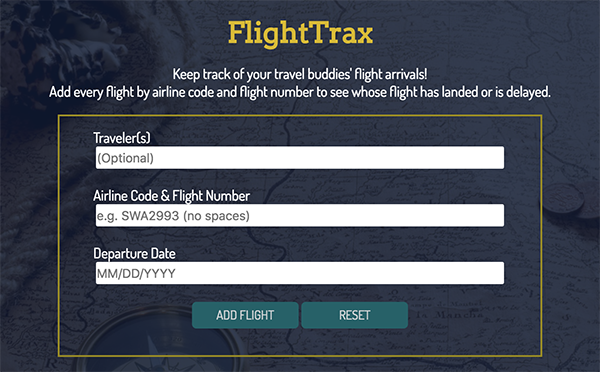 FlightTrax
Keep track of your travel buddies' flight arrivals!
Add every flight by airline code and flight number to see whose flight has landed or is delayed.
Traveler(s)
(Optional)
Airline Code & Flight Number
e.g. SWA2993 (no spaces)
Departure Date
MM/DD/YYYY
ADD FLIGHT
RESET